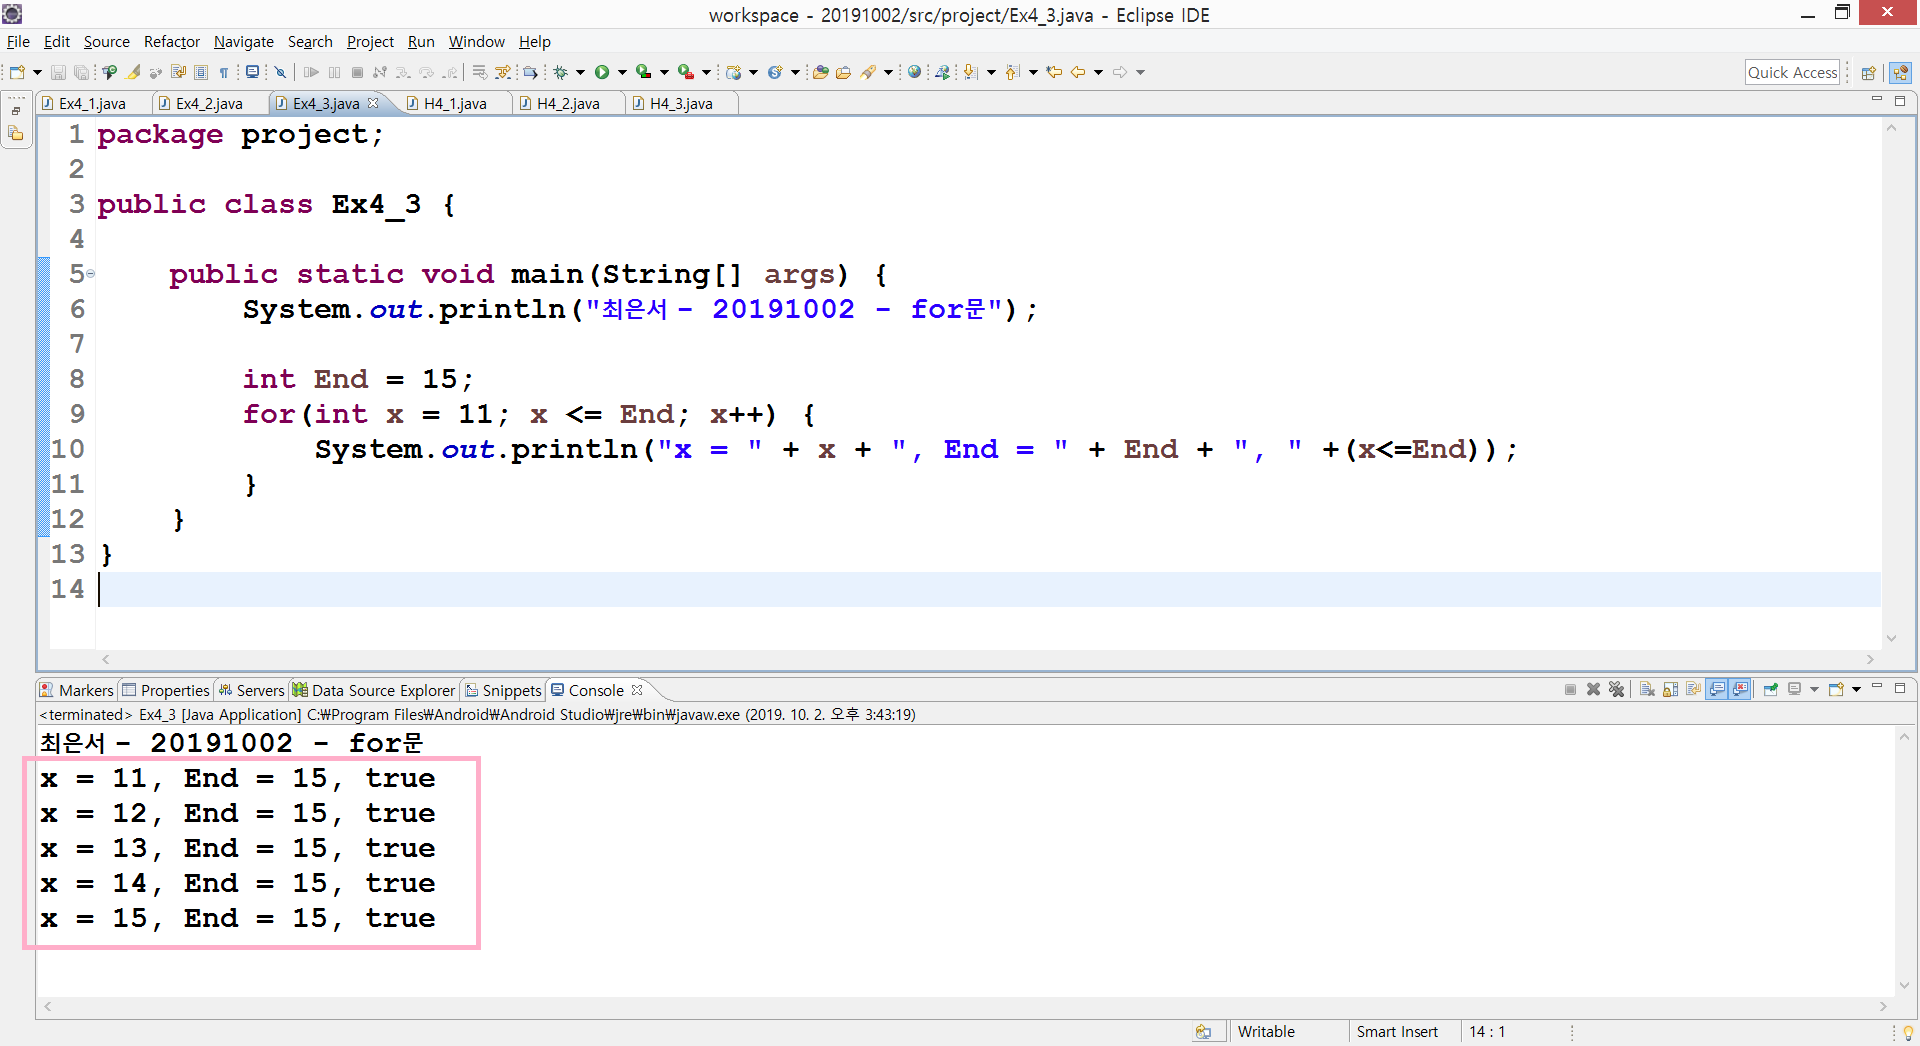 workspace - 20191002/src/project/Ex4_3.java - Eclipse IDE
File Edit Source Refactor Navigate Search Project Run Window Help
Quick Access
Ex4_1.java Ex4_2.java Ex4_3.java H4_1.java H4_2.java H4_3.java
1 package project;
2
3 public class Ex4_3 {
4
5 public static void main(String[] args) {
6 System.out.println("최은서 - 20191002 - for문");
7
8 int End = 15;
9 for(int x = 11; x <= End; x++) {
10 System.out.println("x = " + x + ", End = " + End + ", " +(x<=End));
11 }
12 }
13 }
14
Markers Properties Servers Data Source Explorer Snippets Console
<terminated> Ex4_3 [Java Application] C:₩Program Files₩Android₩Android Studio₩jre₩bin₩javaw.exe (2019. 10. 2. 오후 3:43:19)
최은서 - 20191002 - for문
x = 11, End = 15, true
x = 12, End = 15, true
x = 13, End = 15, true
x = 14, End = 15, true
x = 15, End = 15, true
Writable Smart Insert 14 : 1